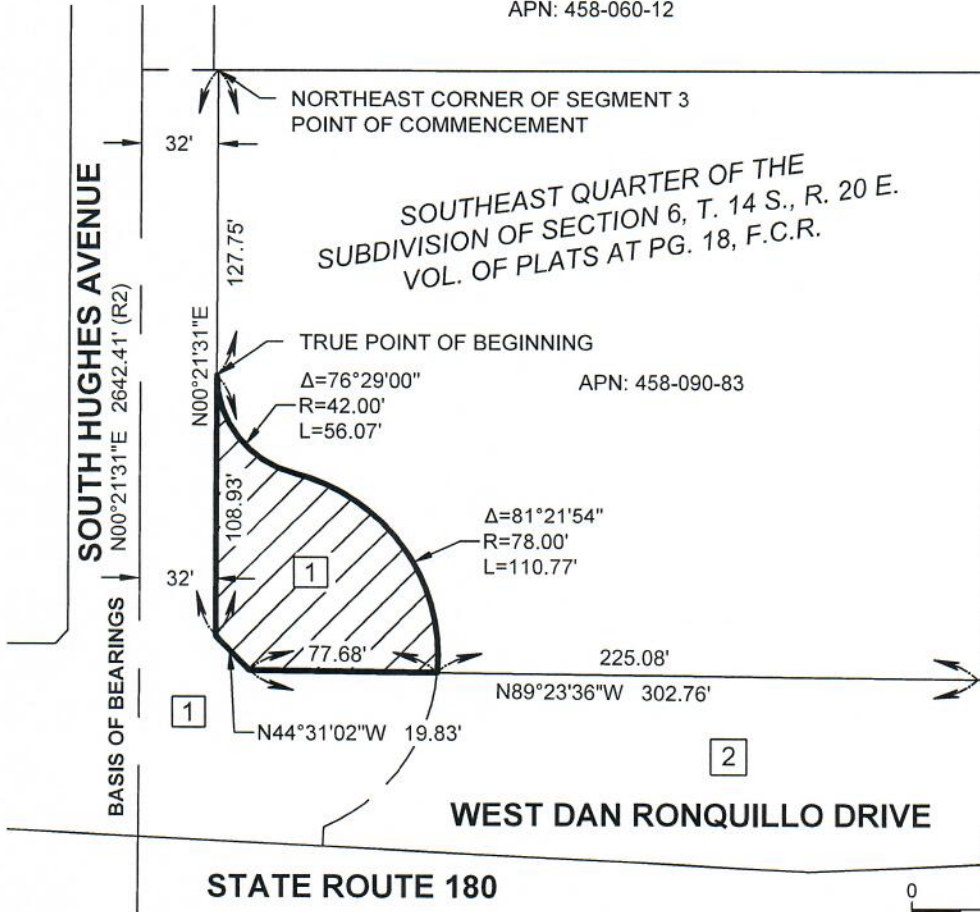 APN: 458-060-12
NORTHEAST CORNER OF SEGMENT 3
POINT OF COMMENCEMENT
32'
SOUTHEAST QUARTER OF THE
SUBDIVISION OF SECTION 6, T. 14 S., R. 20 E.
VOL. OF PLATS AT PG. 18, F.C.R.
127.75'
SOUTH HUGHES AVENUE
N00°21'31"E 2642.41' (R2)
N00°21'31"E
TRUE POINT OF BEGINNING
Δ=76°29'00"
R=42.00'
L=56.07'
APN: 458-090-83
108.93'
Δ=81°21'54"
R=78.00'
L=110.77'
32'
1
BASIS OF BEARINGS
77.68'
225.08'
N89°23'36"W 302.76'
1
N44°31'02"W 19.83'
2
WEST DAN RONQUILLO DRIVE
STATE ROUTE 180
0